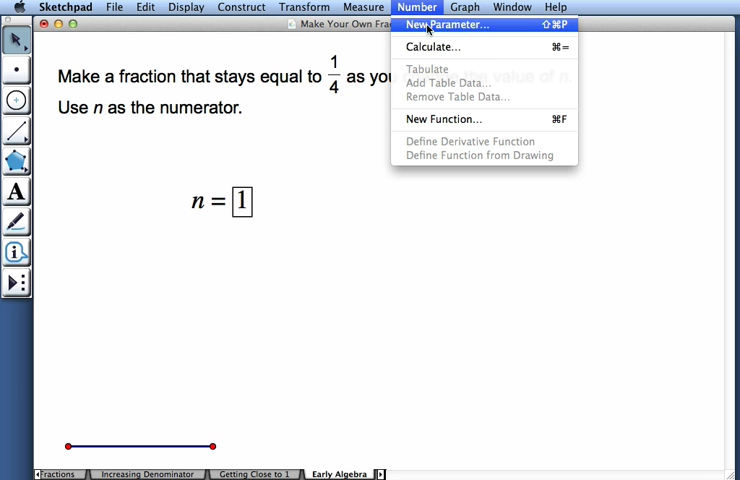 Sketchpad File Edit Display Construct Transform Measure Number Graph Window Help
Make Your Own Fra
New Parameter... ⇧⌘P
Calculate... ⌘=
Tabulate
Add Table Data...
Remove Table Data...
New Function... ⌘F
Define Derivative Function
Define Function from Drawing
Make a fraction that stays equal to 1/4 as you the value of n.
Use n as the numerator.
n = 1
A
i
Fractions Increasing Denominator Getting Close to 1 Early Algebra